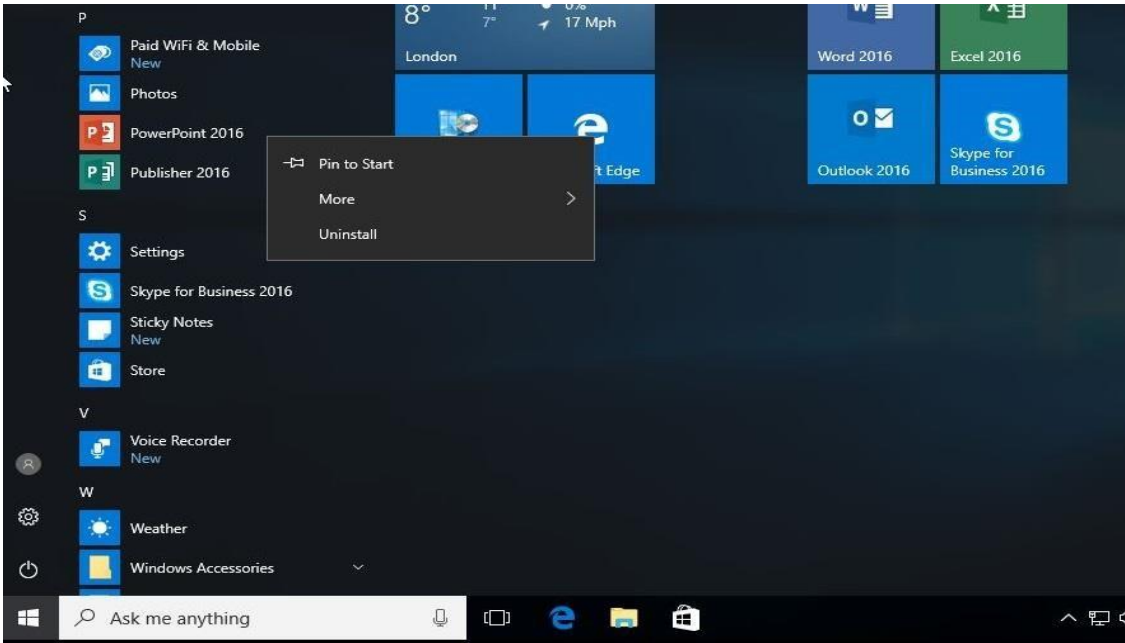 P
Paid WiFi & Mobile
New
Photos
PowerPoint 2016
Publisher 2016
S
Settings
Skype for Business 2016
Sticky Notes
New
Store
V
Voice Recorder
New
W
Weather
Windows Accessories
Pin to Start
More
Uninstall
8°
7°
17 Mph
London
Edge
Word 2016
Excel 2016
Outlook 2016
Skype for
Business 2016
Ask me anything